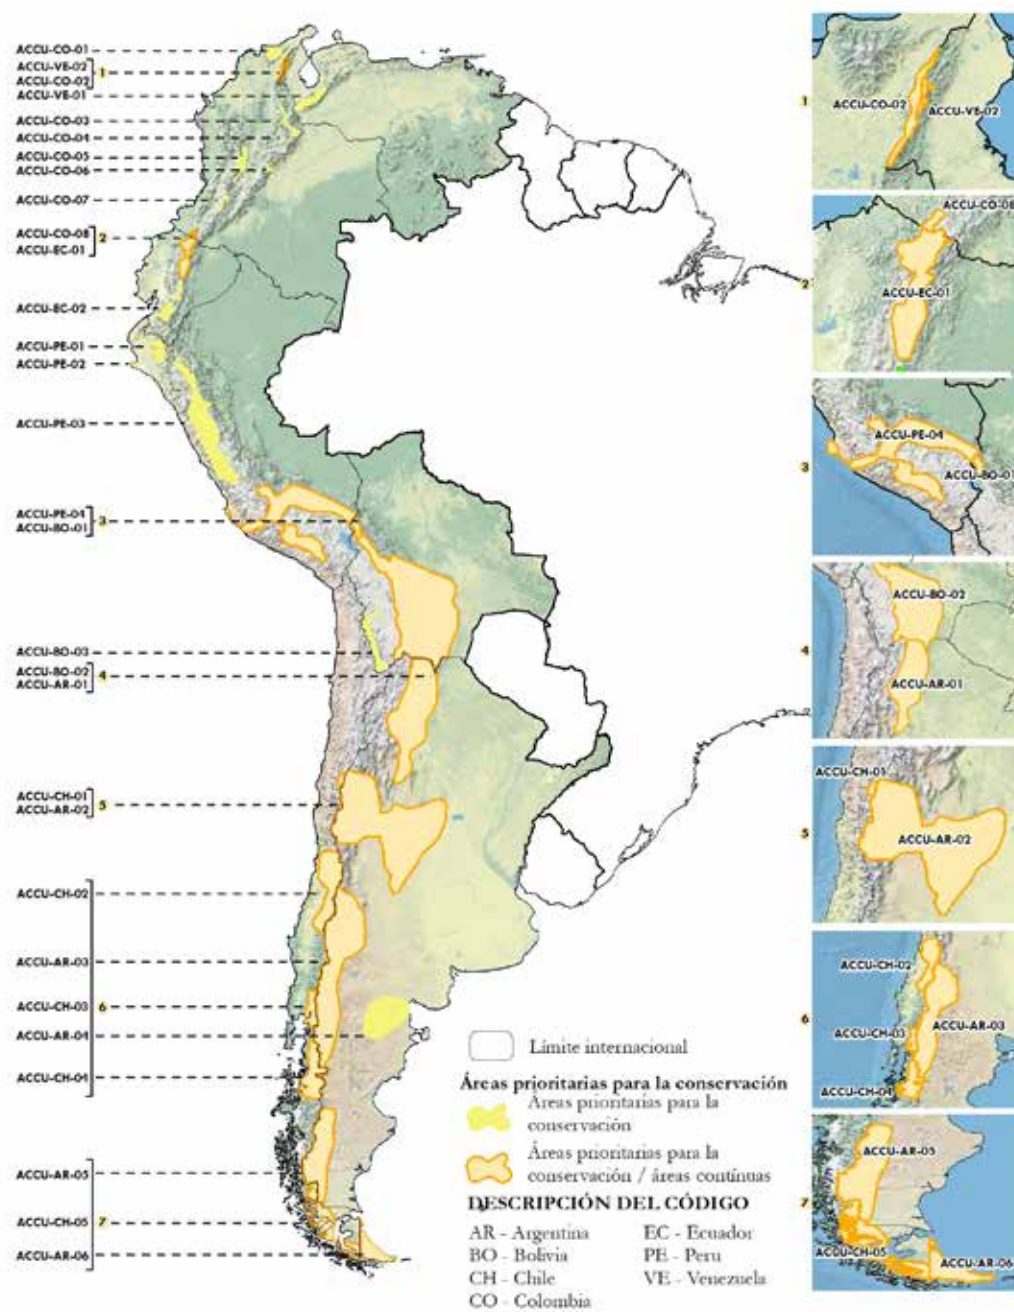 ACCU-CO-01
ACCU-VE-02
1
ACCU-CO-02
ACCU-VE-01
ACCU-CO-03
ACCU-CO-04
ACCU-CO-05
ACCU-CO-06
ACCU-CO-07
ACCU-CO-08
2
ACCU-EC-01
ACCU-EC-02
ACCU-PE-01
ACCU-PE-02
ACCU-PE-03
ACCU-PE-04
3
ACCU-BO-01
ACCU-BO-03
ACCU-BO-02
4
ACCU-AR-01
ACCU-CH-01
5
ACCU-AR-02
ACCU-CH-02
ACCU-AR-03
ACCU-CH-03
6
ACCU-AR-04
ACCU-CH-04
ACCU-AR-05
ACCU-CH-05
7
ACCU-AR-06
Límite internacional
Áreas prioritarias para la conservación
Áreas prioritarias para la
conservación
Áreas prioritarias para la
conservación / áreas contínuas
DESCRIPCIÓN DEL CÓDIGO
AR - Argentina
BO - Bolivia
CH - Chile
CO - Colombia
EC - Ecuador
PE - Peru
VE - Venezuela
1
ACCU-CO-02
ACCU-VE-02
2
ACCU-CO-08
ACCU-EC-01
3
ACCU-PE-04
ACCU-BO-01
4
ACCU-BO-02
ACCU-AR-01
5
ACCU-CH-01
ACCU-AR-02
6
ACCU-CH-02
ACCU-CH-03
ACCU-AR-03
ACCU-CH-04
7
ACCU-AR-05
ACCU-CH-05
ACCU-AR-06